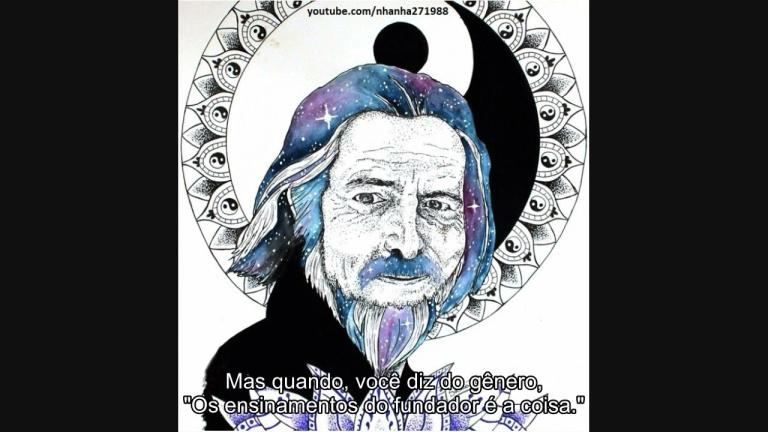 youtube.com/nhanha271988
Mas quando, você diz do gênero,
"Os ensinamentos do fundador é a coisa."